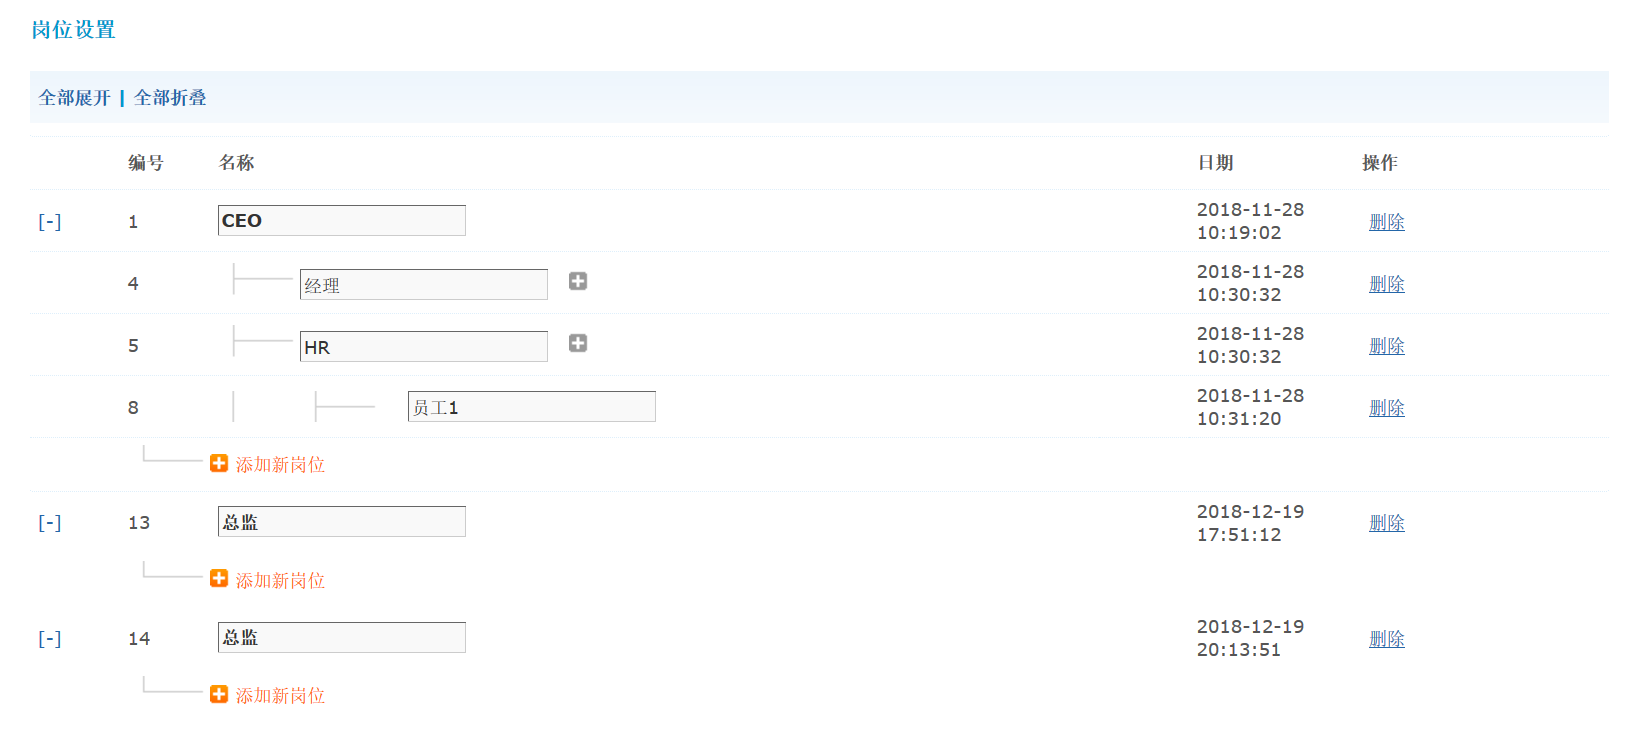 岗位设置
全部展开 | 全部折叠
编号 名称 日期 操作
[-] 1 CEO 2018-11-28 10:19:02 删除
4 经理 2018-11-28 10:30:32 删除
5 HR 2018-11-28 10:30:32 删除
8 员工1 2018-11-28 10:31:20 删除
添加新岗位
[-] 13 总监 2018-12-19 17:51:12 删除
添加新岗位
[-] 14 总监 2018-12-19 20:13:51 删除
添加新岗位